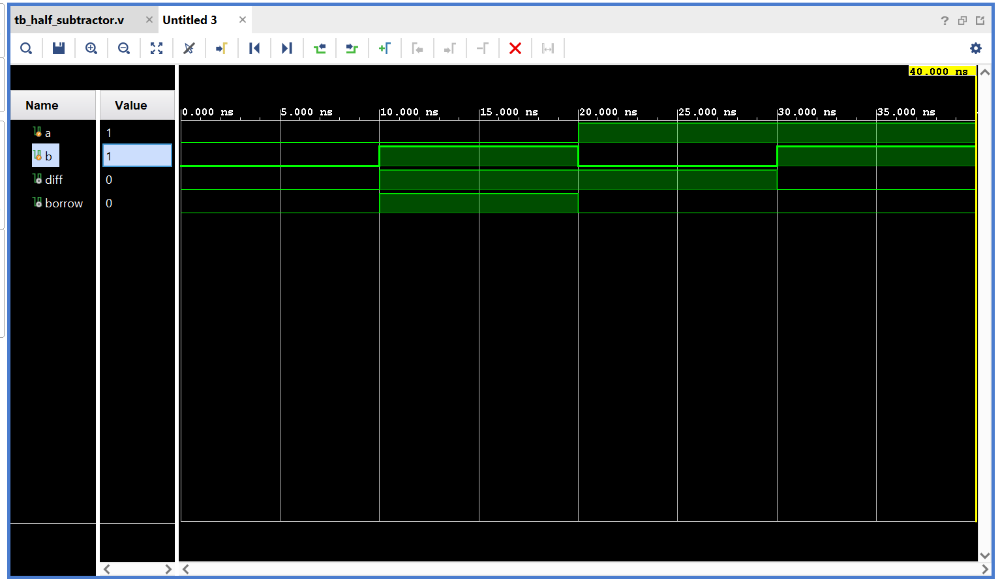 tb_half_subtractor.v × Untitled 3 ×
?
40.000 ns
Name Value
0.000 ns 5.000 ns 10.000 ns 15.000 ns 20.000 ns 25.000 ns 30.000 ns 35.000 ns
a 1
b 1
diff 0
borrow 0